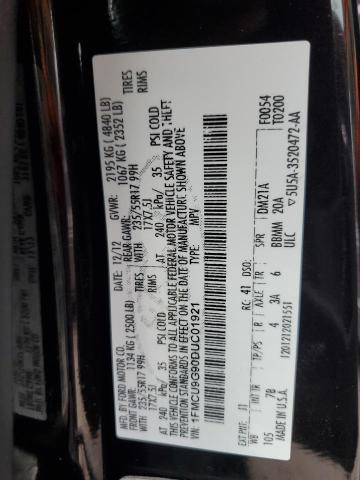 MFD. BY FORD MOTOR CO.
DATE: 12/12 GVWR: 2195 KG ( 4840 LB)
FRONT GAWR: 1134 KG ( 2500 LB) REAR GAWR: 1067 KG ( 2352 LB)
235/55R17 99H TIRES WITH 235/55R17 99H TIRES
17X7.5J RIMS 17X7.5J RIMS
AT 240 kPa/ 35 PSI COLD AT 240 kPa/ 35 PSI COLD
THIS VEHICLE CONFORMS TO ALL APPLICABLE FEDERAL MOTOR VEHICLE SAFETY AND THEFT
PREVENTION STANDARDS IN EFFECT ON THE DATE OF MANUFACTURE SHOWN ABOVE.
VIN: 1FMCU9G90DUC01921
TYPE: MPV
F0054
T0200
EXT PNT: J1 RC: 41 DSO:
WB INT TR TP/PS R AXLE TR SPR DM21A
105 7B 4 3A 6 BBMM 20A
MADE IN U.S.A. ULC
1201212021551
5U5A-3520472-AA